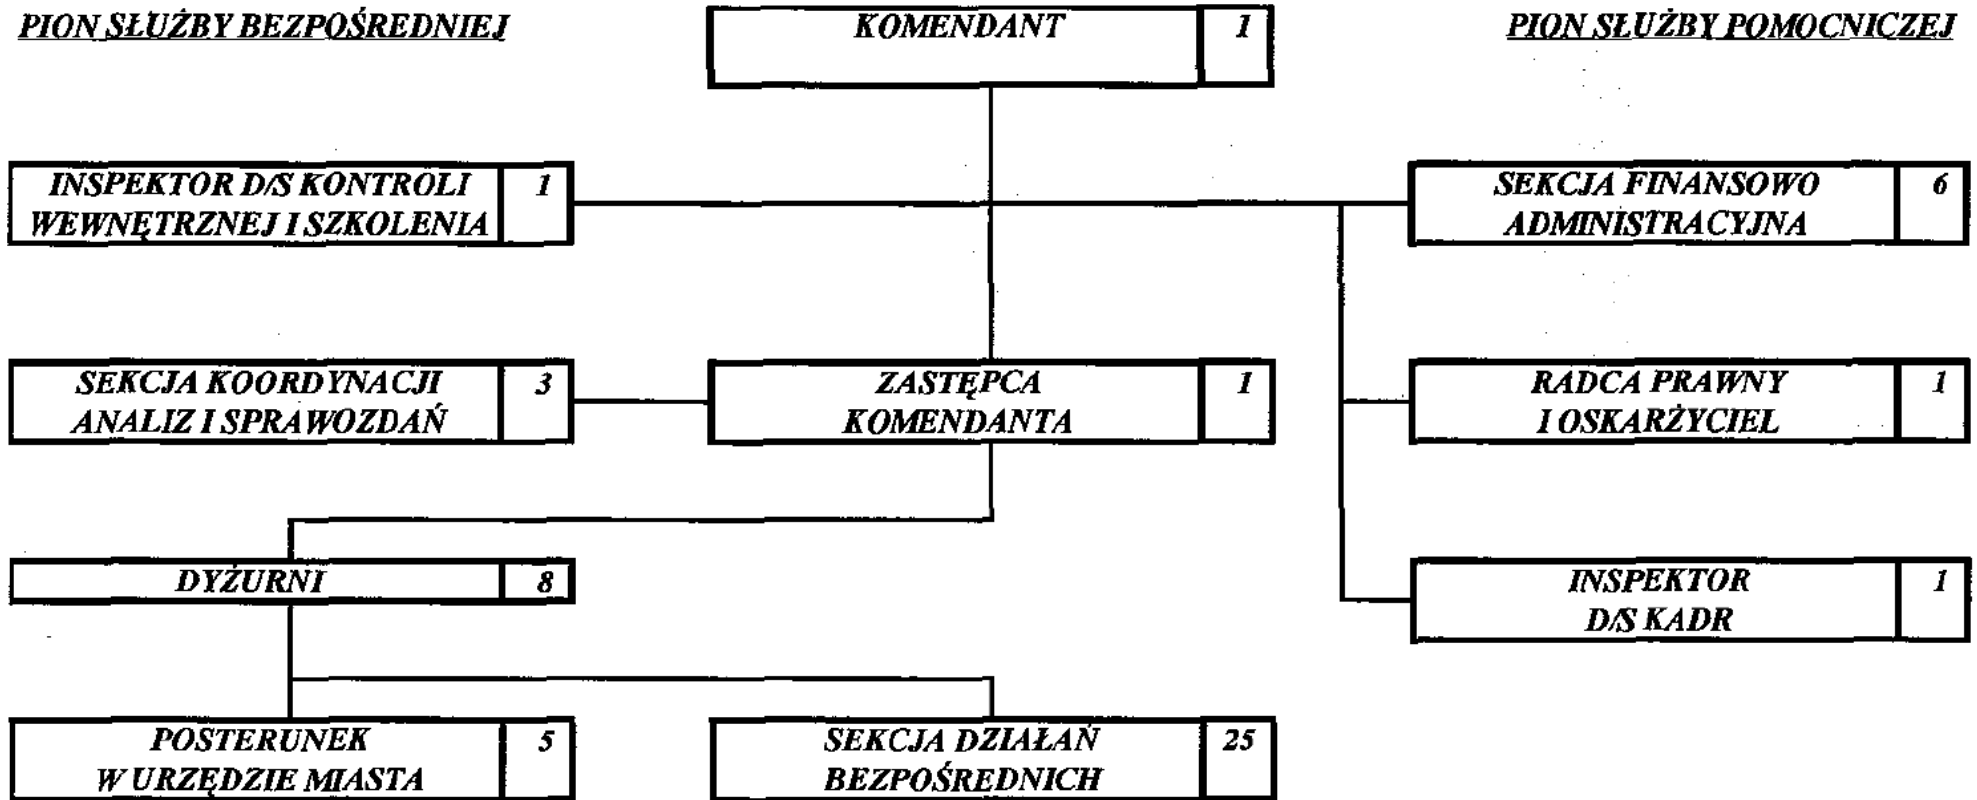 PION SŁUŻBY BEZPOŚREDNIEJ
KOMENDANT 1
PION SŁUŻBY POMOCNICZEJ
INSPEKTOR D/S KONTROLI 1
WEWNĘTRZNEJ I SZKOLENIA
SEKCJA FINANSOWO 6
ADMINISTRACYJNA
SEKCJA KOORDYNACJI 3
ANALIZ I SPRAWOZDAŃ
ZASTĘPCA 1
KOMENDANTA
RADCA PRAWNY 1
I OSKARŻYCIEL
DYŻURNI 8
INSPEKTOR 1
D/S KADR
POSTERUNEK 5
W URZĘDZIE MIASTA
SEKCJA DZIAŁAŃ 25
BEZPOŚREDNICH